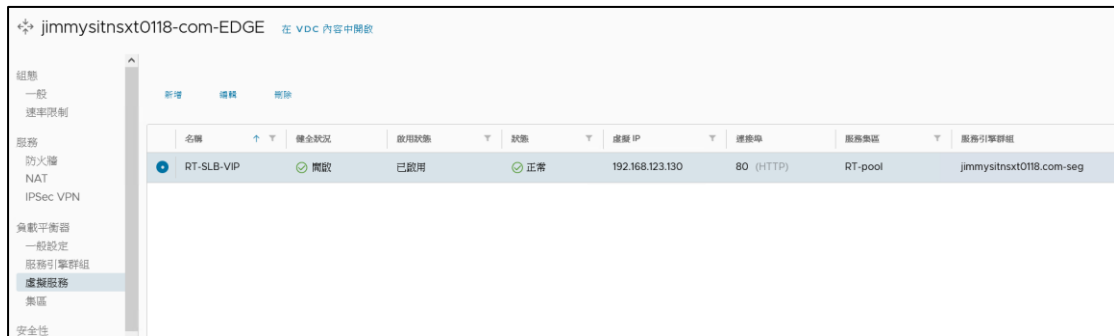 jimmysitnsxt0118-com-EDGE 在 VDC 內容中開啟
組態
一般
速率限制
服務
防火牆
NAT
IPSec VPN
負載平衡器
一般設定
服務引擎群組
虛擬服務
集區
安全性
新增 編輯 刪除
名稱 健全狀況 啟用狀態 狀態 虛擬 IP 連接埠 服務集區 服務引擎群組
RT-SLB-VIP 開啟 已啟用 正常 192.168.123.130 80 (HTTP) RT-pool jimmysitnsxt0118.com-seg